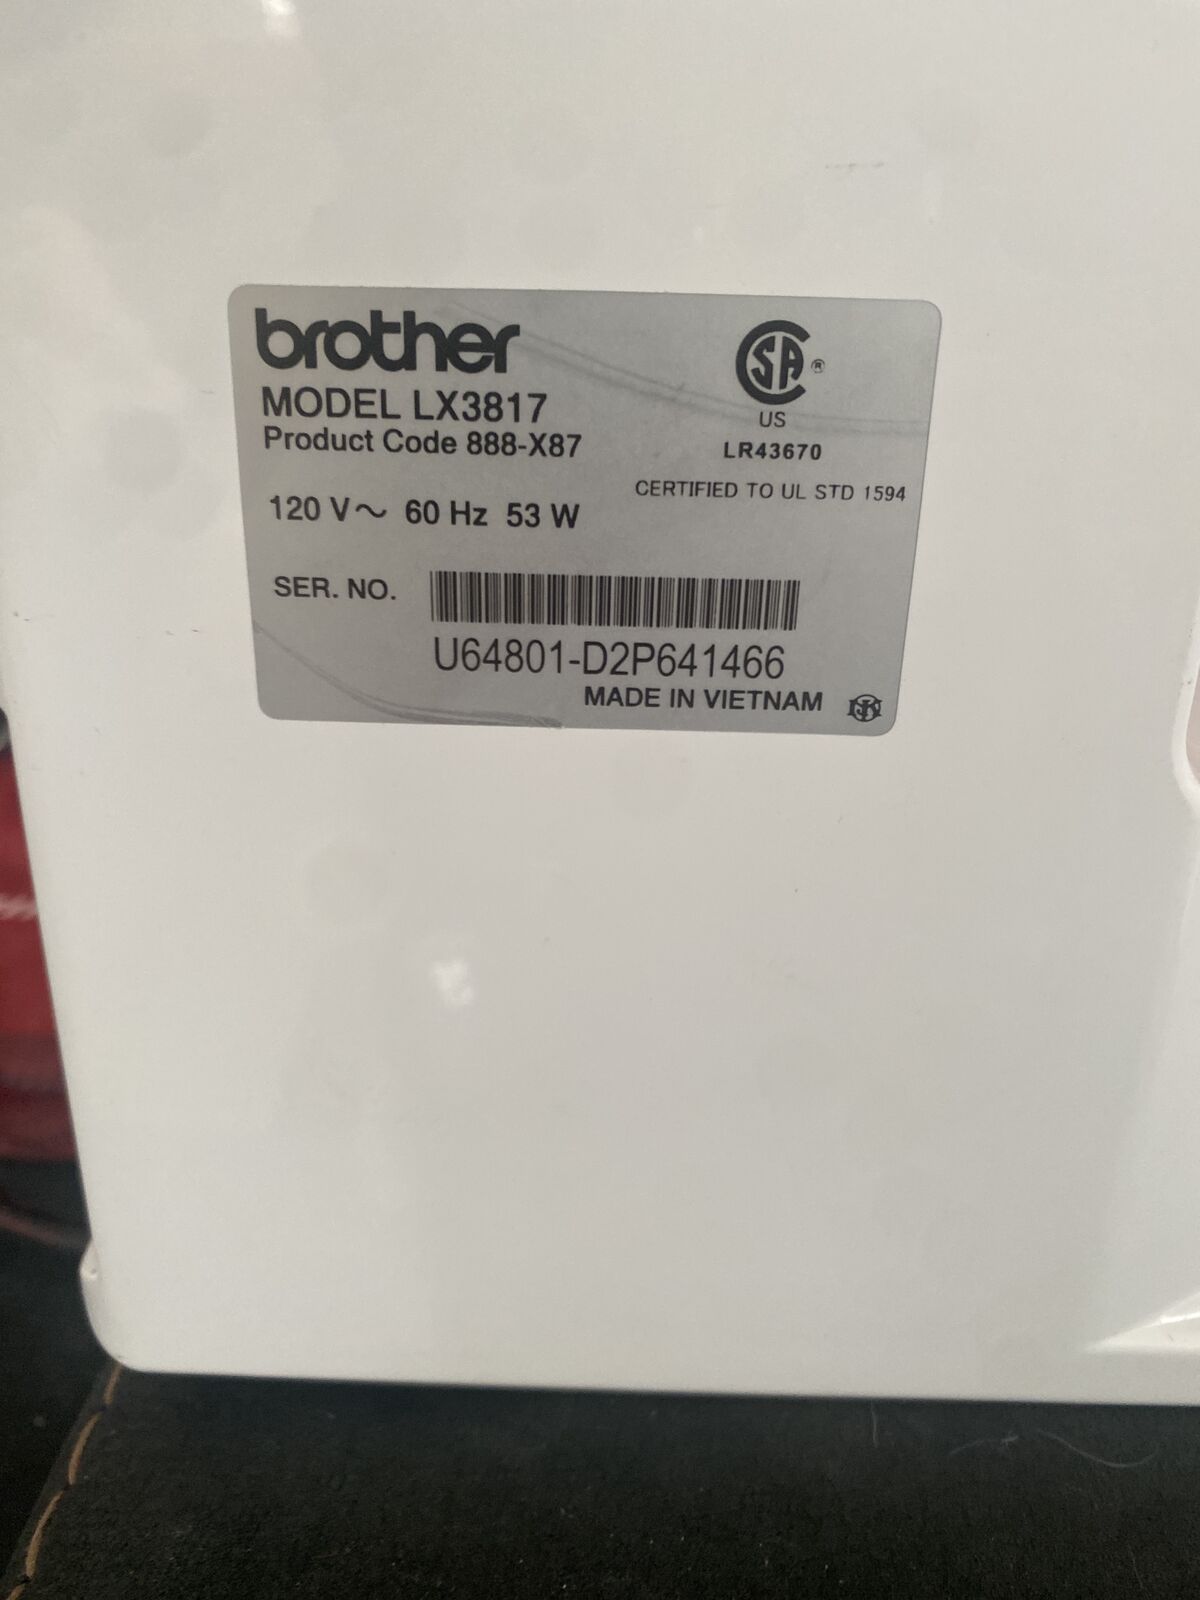 brother
MODEL LX3817
Product Code 888-X87
120 V～ 60 Hz 53 W
SA®
US
LR43670
CERTIFIED TO UL STD 1594
SER. NO.
U64801-D2P641466
MADE IN VIETNAM